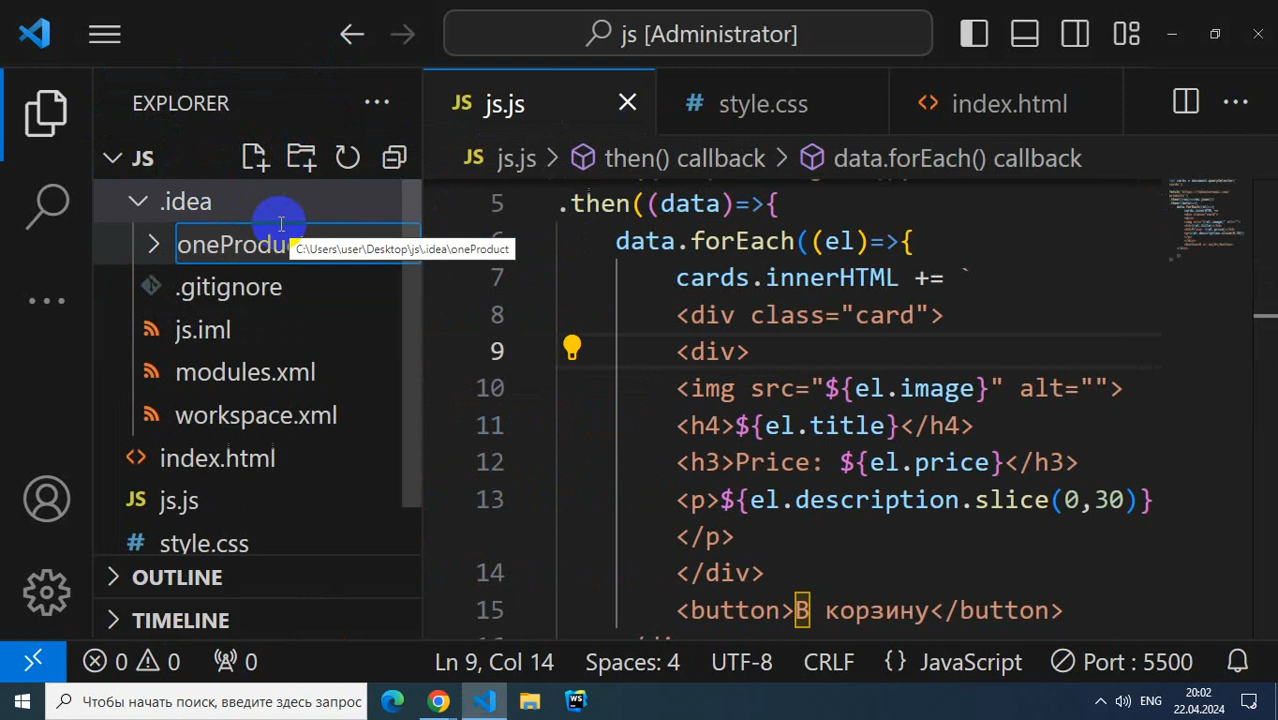 js [Administrator]
EXPLORER
JS
.idea
C:\Users\user\Desktop\js\.idea\oneProduct
.gitignore
js.iml
modules.xml
workspace.xml
index.html
JS js.js
# style.css
OUTLINE
TIMELINE
JS js.js
# style.css
index.html
JS js.js > then() callback > data.forEach() callback
5 .then((data)=>{
data.forEach((el)=>{
7 cards.innerHTML += `
8 <div class="card">
9 <div>
10 <img src="${el.image}" alt="">
11 <h4>${el.title}</h4>
12 <h3>Price: ${el.price}</h3>
13 <p>${el.description.slice(0,30)}
</p>
14 </div>
15 <button>В корзину</button>
0 0 0
Ln 9, Col 14
Spaces: 4
UTF-8
CRLF
{} JavaScript
Port : 5500
Чтобы начать поиск, введите здесь запрос
WS
ENG
20:02
22.04.2024